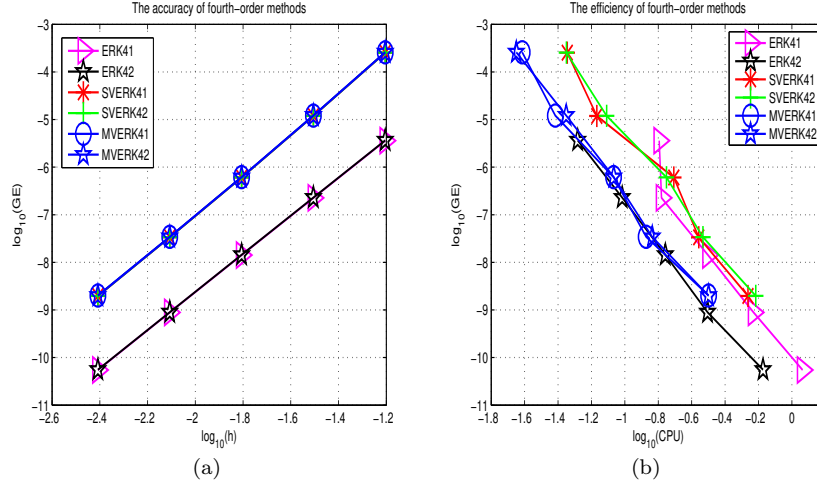 The accuracy of fourth−order methods
−3
−4
−5
−6
−7
−8
−9
−10
−11
log10(GE)
ERK41
ERK42
SVERK41
SVERK42
MVERK41
MVERK42
−2.6
−2.4
−2.2
−2
−1.8
−1.6
−1.4
−1.2
log10(h)
(a)
The efficiency of fourth−order methods
−3
−4
−5
−6
−7
−8
−9
−10
−11
log10(GE)
ERK41
ERK42
SVERK41
SVERK42
MVERK41
MVERK42
−1.8
−1.6
−1.4
−1.2
−1
−0.8
−0.6
−0.4
−0.2
0
log10(CPU)
(b)